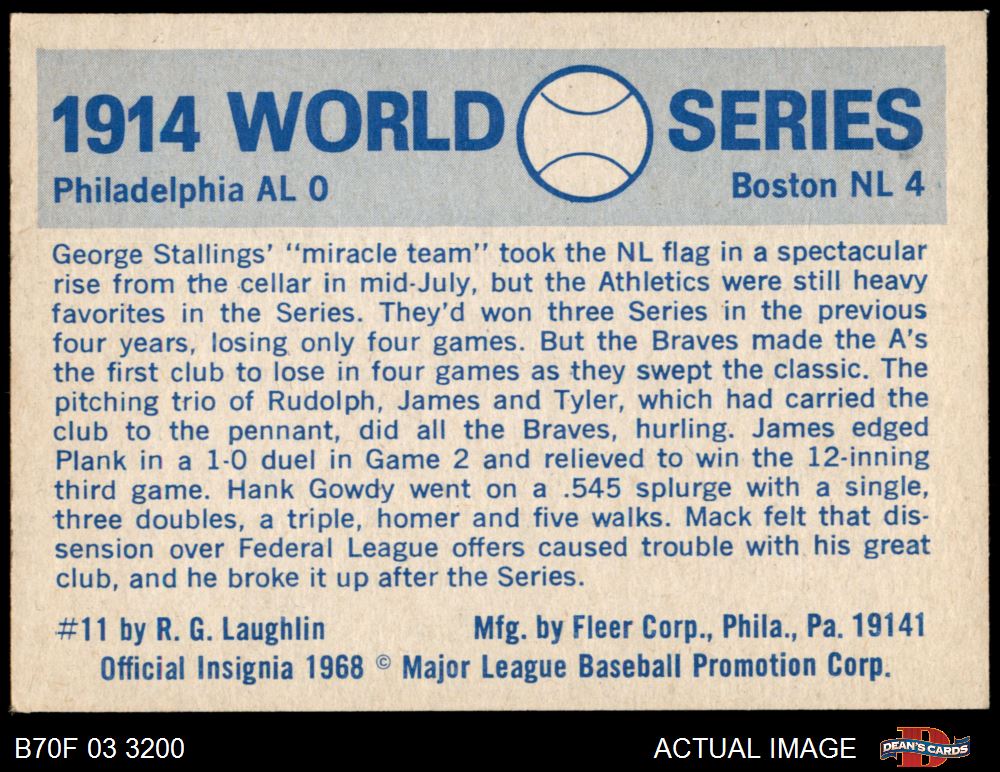 1914 WORLD SERIES
Philadelphia AL 0 Boston NL 4
George Stallings' "miracle team" took the NL flag in a spectacular
rise from the cellar in mid-July, but the Athletics were still heavy
favorites in the Series. They'd won three Series in the previous
four years, losing only four games. But the Braves made the A's
the first club to lose in four games as they swept the classic. The
pitching trio of Rudolph, James and Tyler, which had carried the
club to the pennant, did all the Braves, hurling. James edged
Plank in a 1-0 duel in Game 2 and relieved to win the 12-inning
third game. Hank Gowdy went on a .545 splurge with a single,
three doubles, a triple, homer and five walks. Mack felt that dis-
sension over Federal League offers caused trouble with his great
club, and he broke it up after the Series.
#11 by R. G. Laughlin Mfg. by Fleer Corp., Phila., Pa. 19141
Official Insignia 1968 © Major League Baseball Promotion Corp.
B70F 03 3200 ACTUAL IMAGE D DEAN'S CARDS